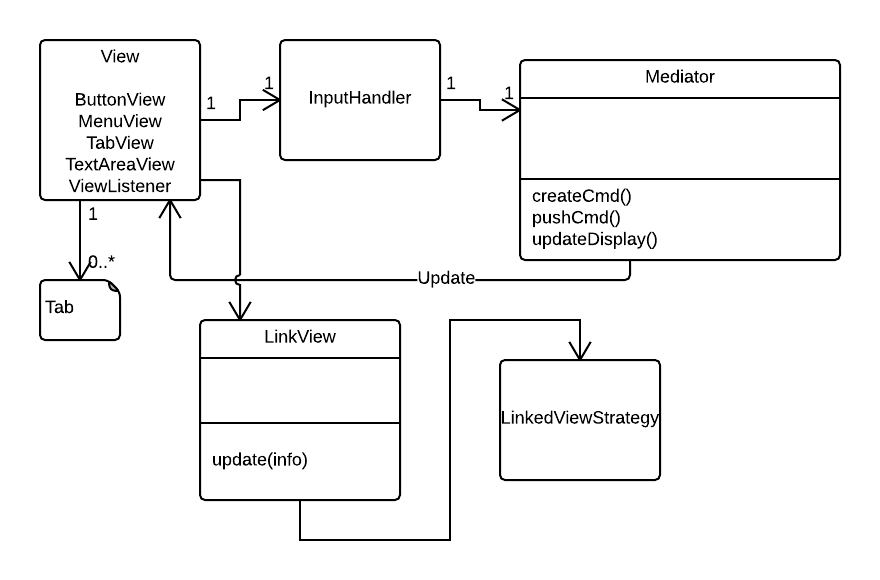 View
ButtonView
MenuView
TabView
TextAreaView
ViewListener
1
1
InputHandler
1
1
Mediator
createCmd()
pushCmd()
updateDisplay()
1
0..*
Tab
Update
LinkView
update(info)
LinkedViewStrategy